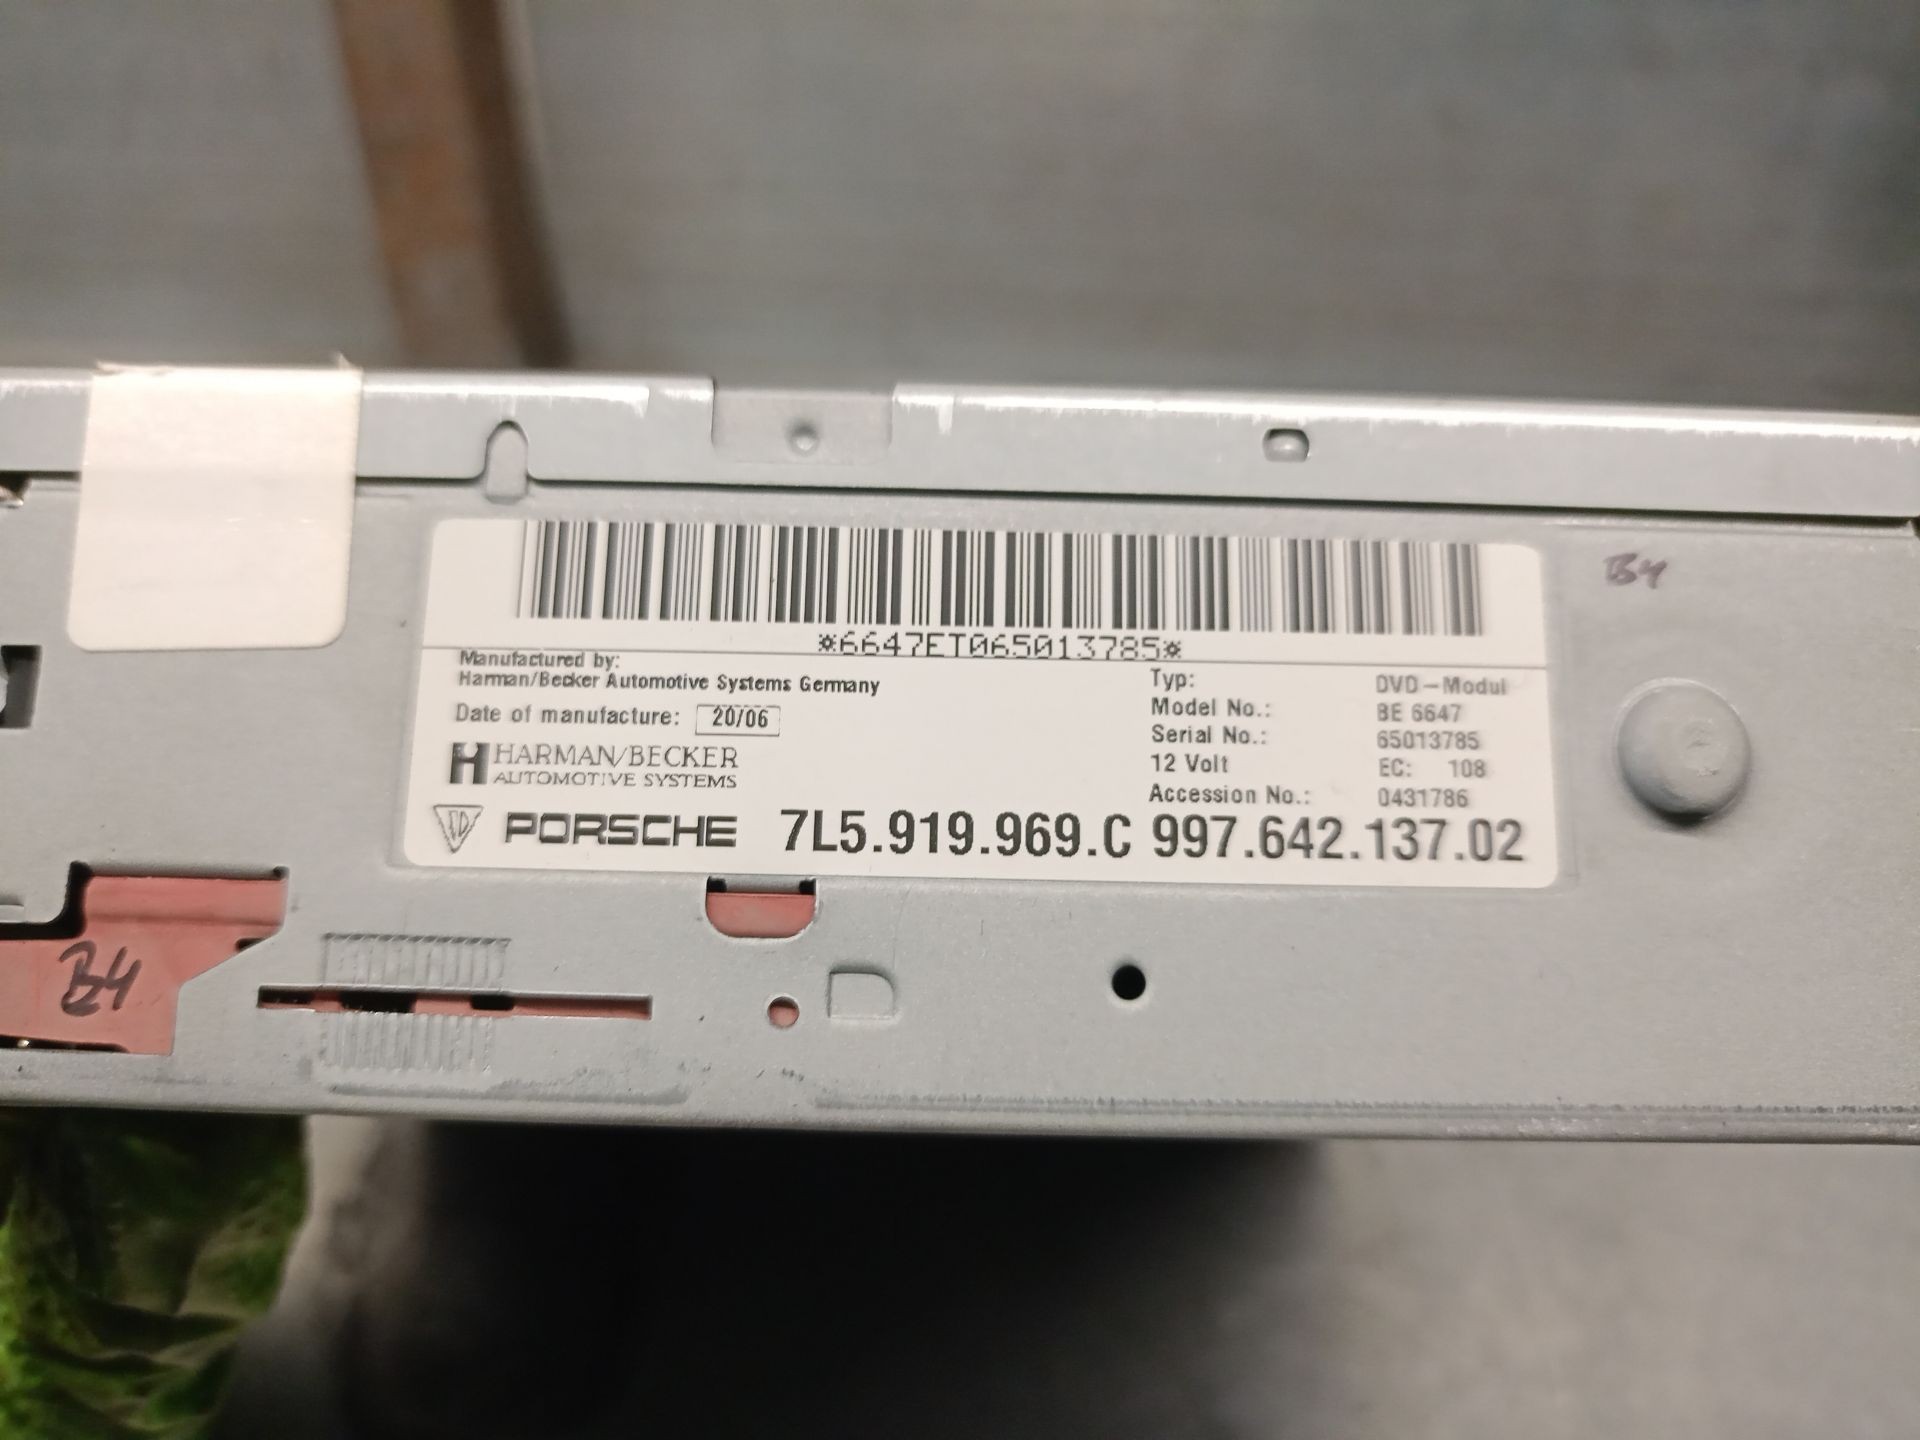 *6647ET065013785*
Manufactured by:
Harman/Becker Automotive Systems Germany
Date of manufacture: 20/06
HARMAN/BECKER
AUTOMOTIVE SYSTEMS
Typ: DVD-Modul
Model No.: BE 6647
Serial No.: 65013785
12 Volt EC: 108
Accession No.: 0431786
PORSCHE 7L5.919.969.C 997.642.137.02
B4
B4